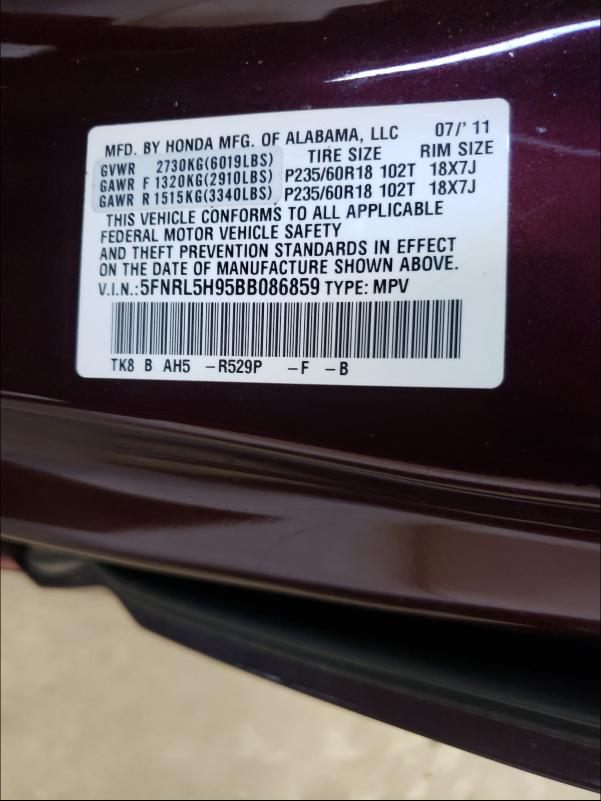 MFD. BY HONDA MFG. OF ALABAMA, LLC 07/'11
TIRE SIZE RIM SIZE
GVWR 2730KG(6019LBS)
GAWR F 1320KG(2910LBS) P235/60R18 102T 18X7J
GAWR R 1515KG(3340LBS) P235/60R18 102T 18X7J
THIS VEHICLE CONFORMS TO ALL APPLICABLE
FEDERAL MOTOR VEHICLE SAFETY
AND THEFT PREVENTION STANDARDS IN EFFECT
ON THE DATE OF MANUFACTURE SHOWN ABOVE.
V.I.N.:5FNRL5H95BB086859 TYPE: MPV
TK8 B AH5 -R529P -F -B